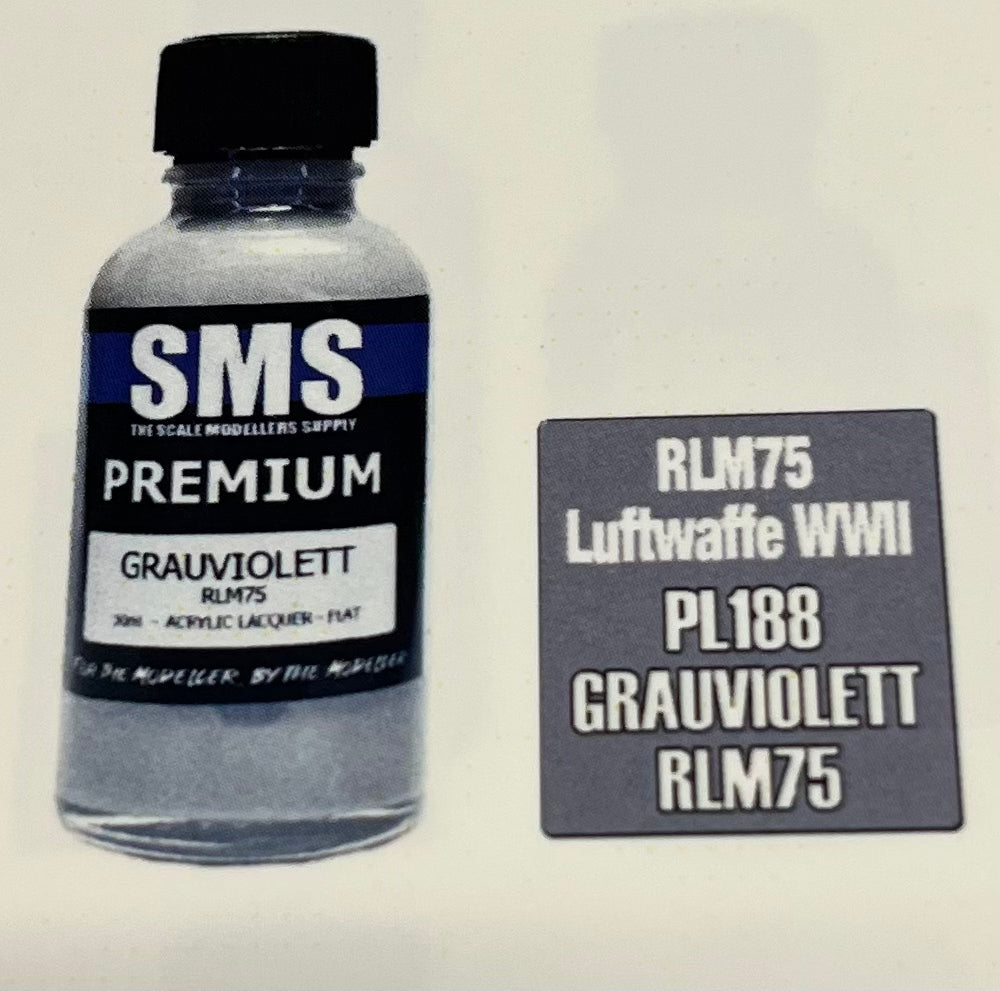 SMS
THE SCALE MODELLERS SUPPLY
PREMIUM
GRAUVIOLETT
RLM75
30ml - ACRYLIC LACQUER - FLAT
FOR THE MODELLER, BY THE MODELLER
RLM75
Luftwaffe WWII
PL188
GRAUVIOLETT
RLM75